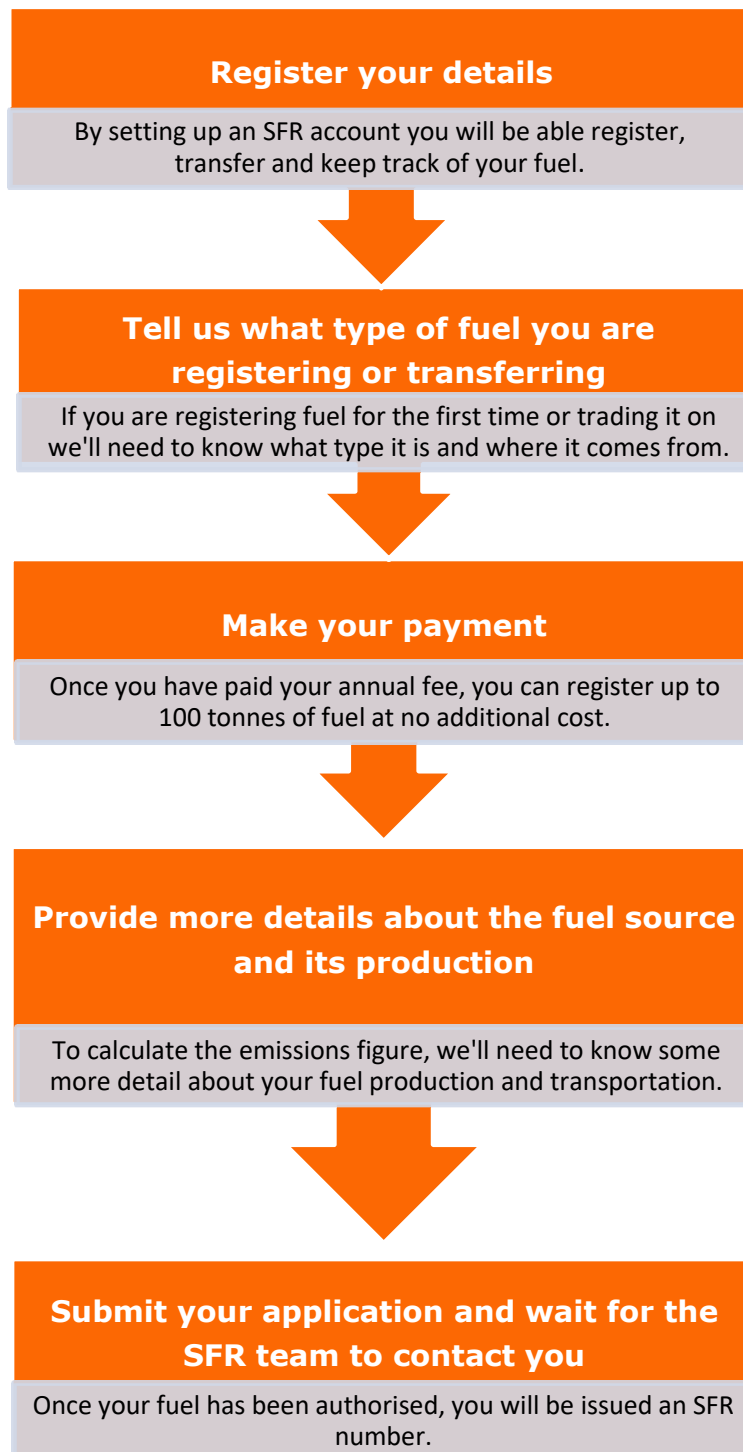 Register your details
By setting up an SFR account you will be able register,
transfer and keep track of your fuel.
Tell us what type of fuel you are
registering or transferring
If you are registering fuel for the first time or trading it on
we'll need to know what type it is and where it comes from.
Make your payment
Once you have paid your annual fee, you can register up to
100 tonnes of fuel at no additional cost.
Provide more details about the fuel source
and its production
To calculate the emissions figure, we'll need to know some
more detail about your fuel production and transportation.
Submit your application and wait for the
SFR team to contact you
Once your fuel has been authorised, you will be issued an SFR
number.